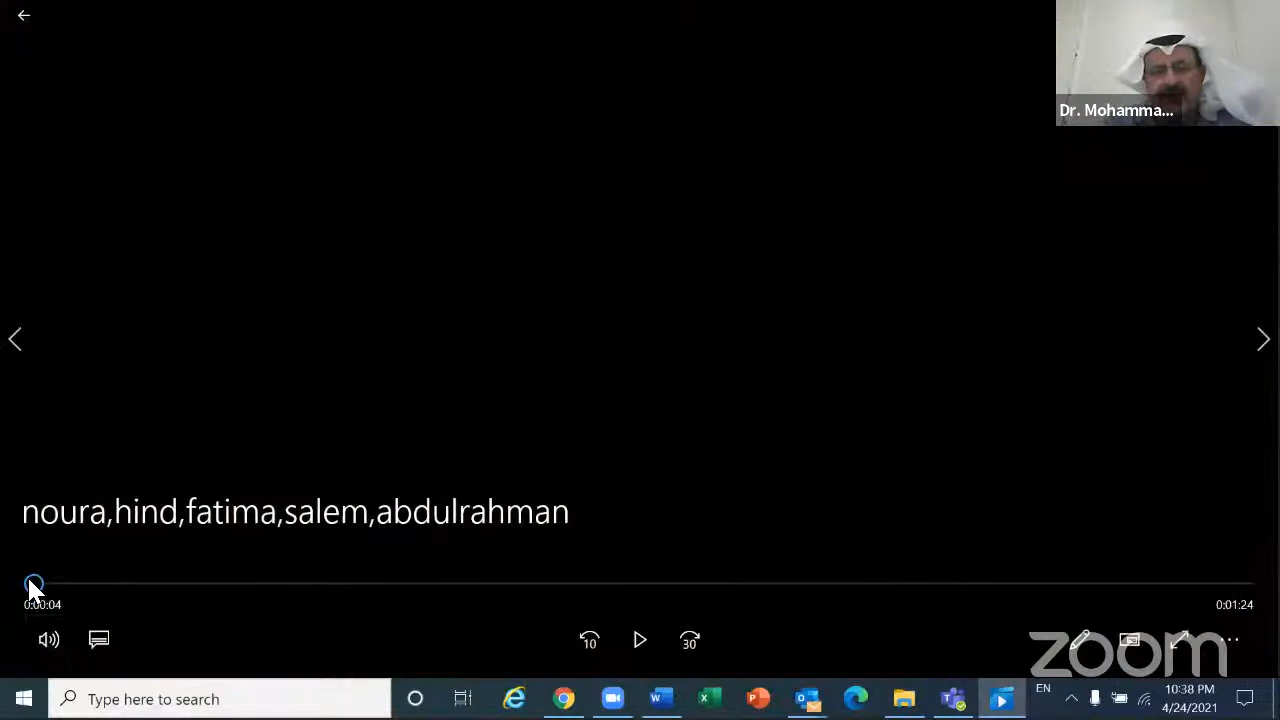 Dr. Mohamma...
noura,hind,fatima,salem,abdulrahman
0:00:04
0:01:24
10
30
zoom
Type here to search
EN
10:38 PM
4/24/2021